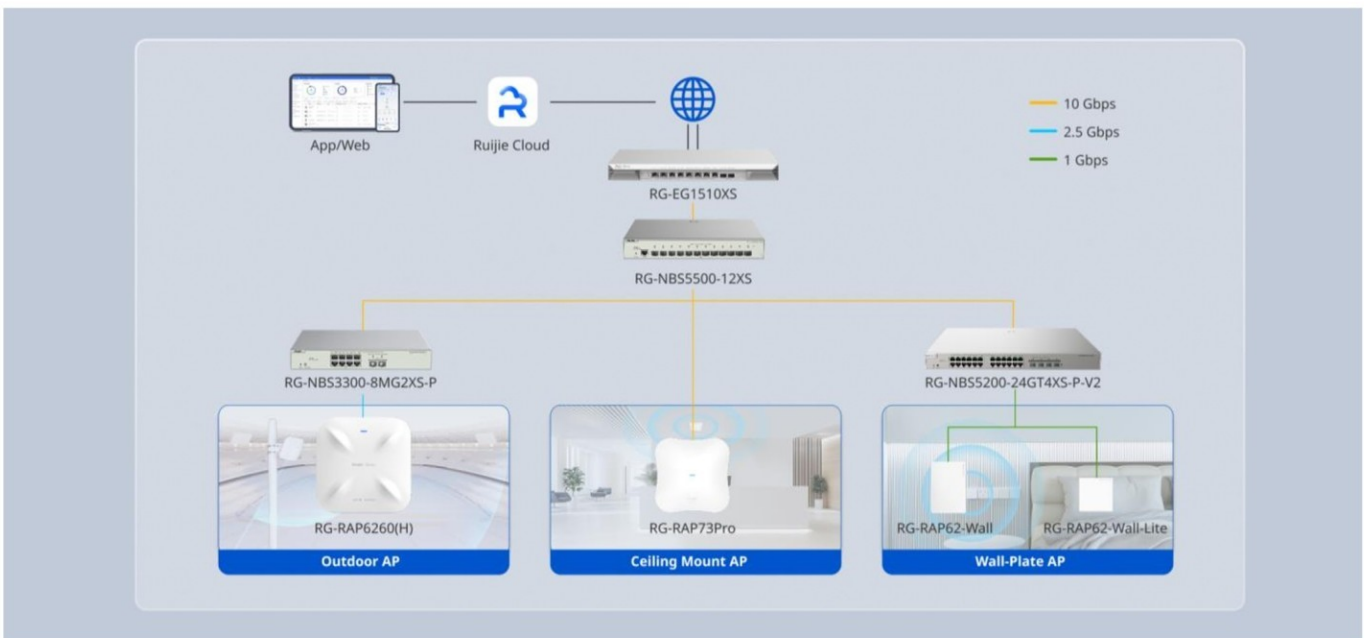 App/Web
Ruijie Cloud
10 Gbps
2.5 Gbps
1 Gbps
RG-EG1510XS
RG-NBS5500-12XS
RG-NBS3300-8MG2XS-P
RG-NBS5200-24GT4XS-P-V2
RG-RAP6260(H)
RG-RAP73Pro
RG-RAP62-Wall
RG-RAP62-Wall-Lite
Outdoor AP
Ceiling Mount AP
Wall-Plate AP